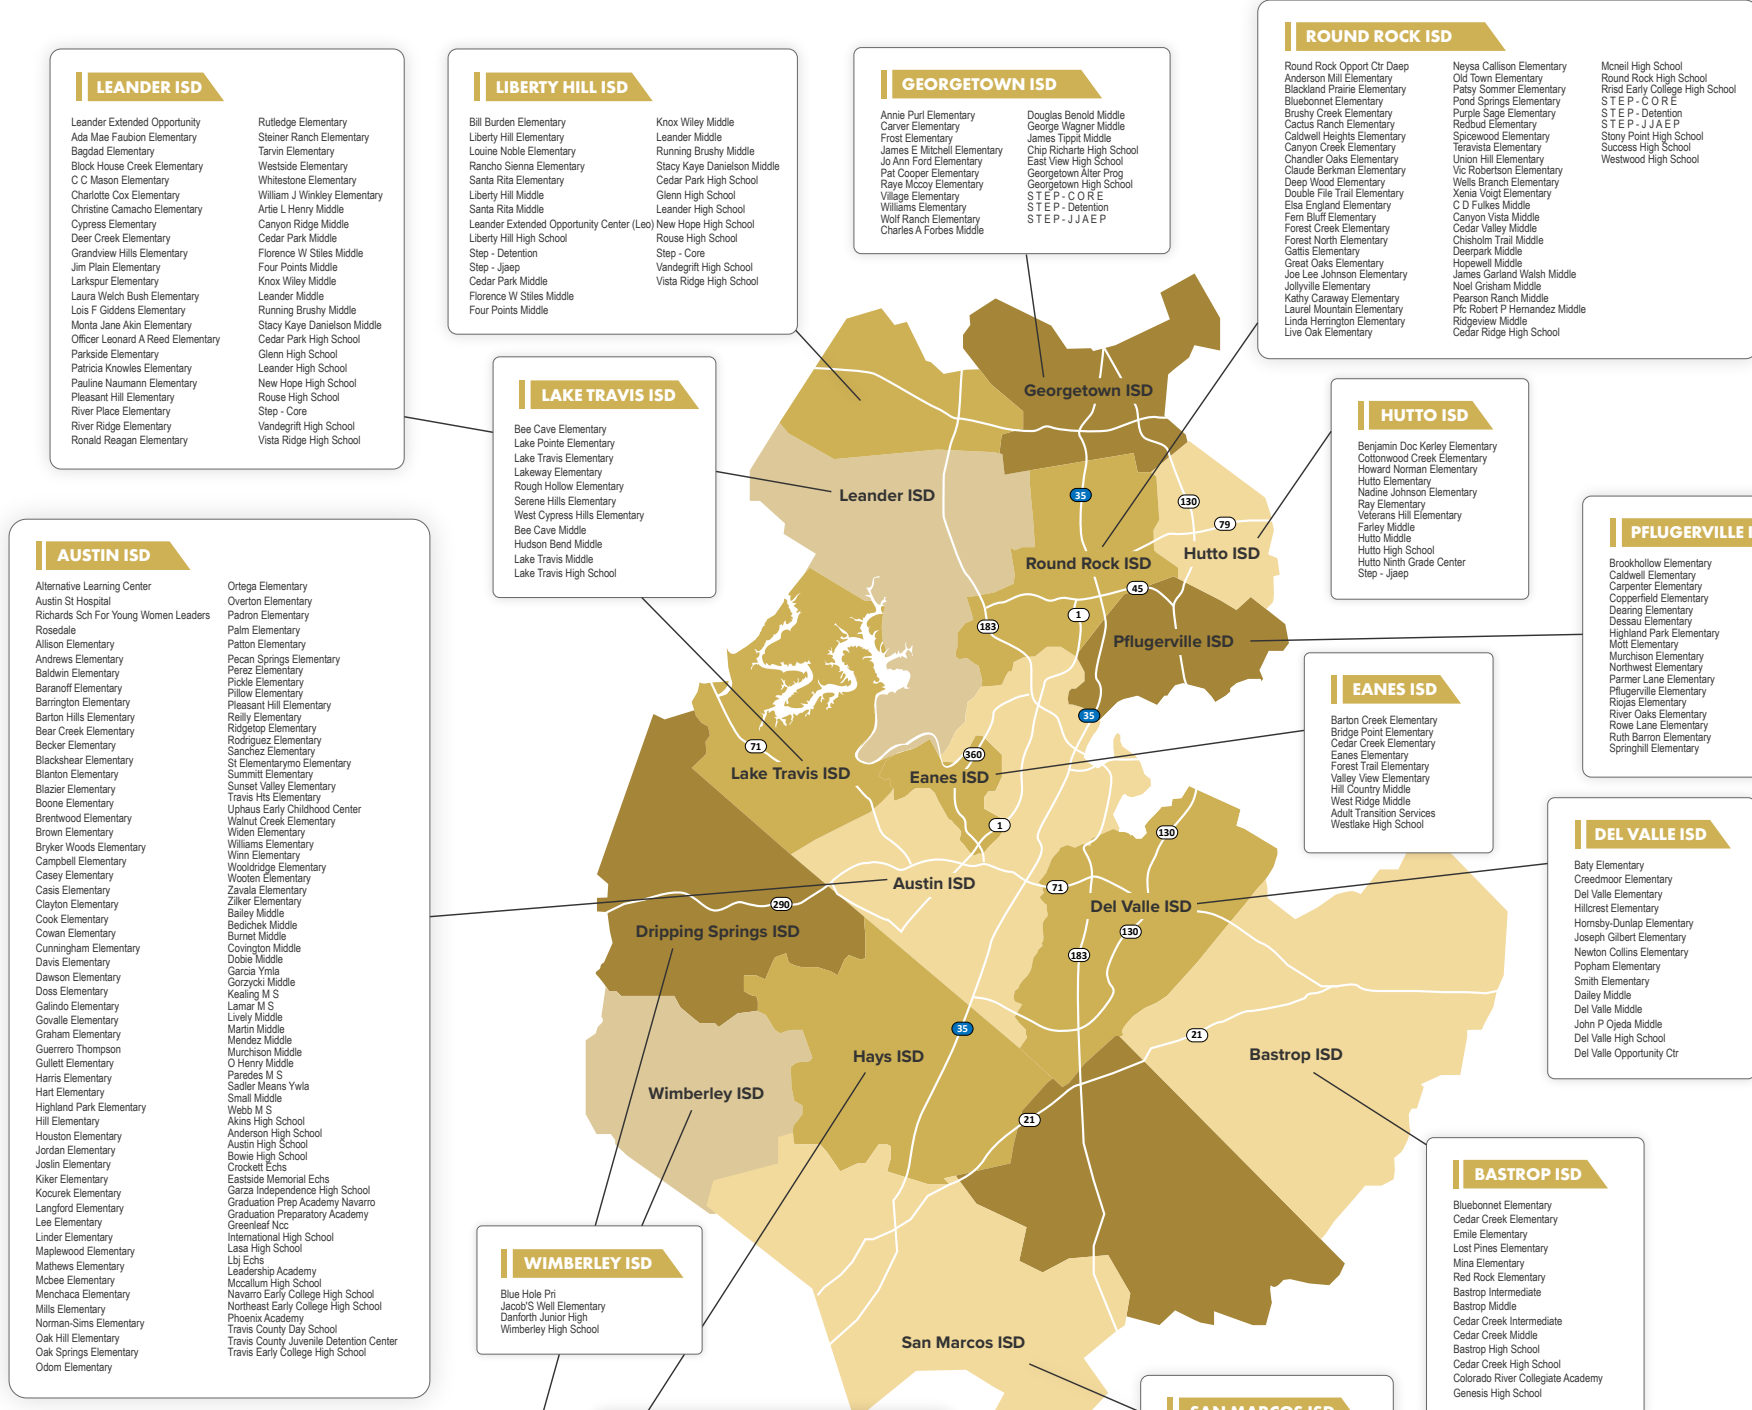 LEANDER ISD
Leander Extended Opportunity
Ada Mae Faubion Elementary
Bagdad Elementary
Block House Creek Elementary
C C Mason Elementary
Charlotte Cox Elementary
Christine Camacho Elementary
Cypress Elementary
Deer Creek Elementary
Grandview Hills Elementary
Jim Plain Elementary
Larkspur Elementary
Laura Welch Bush Elementary
Lois F Giddens Elementary
Monta Jane Akin Elementary
Officer Leonard A Reed Elementary
Parkside Elementary
Patricia Knowles Elementary
Pauline Naumann Elementary
Pleasant Hill Elementary
River Place Elementary
River Ridge Elementary
Ronald Reagan Elementary
Rutledge Elementary
Steiner Ranch Elementary
Tarvin Elementary
Westside Elementary
Whitestone Elementary
William J Winkley Elementary
Artie L Henry Middle
Canyon Ridge Middle
Cedar Park Middle
Florence W Stiles Middle
Four Points Middle
Knox Wiley Middle
Leander Middle
Running Brushy Middle
Stacy Kaye Danielson Middle
Cedar Park High School
Glenn High School
Leander High School
New Hope High School
Rouse High School
Step - Core
Vandegrift High School
Vista Ridge High School
LIBERTY HILL ISD
Bill Burden Elementary
Liberty Hill Elementary
Louine Noble Elementary
Rancho Sienna Elementary
Santa Rita Elementary
Liberty Hill Middle
Santa Rita Middle
Leander Extended Opportunity Center (Leo)
Liberty Hill High School
Step - Detention
Step - Jjaep
Cedar Park Middle
Florence W Stiles Middle
Four Points Middle
Knox Wiley Middle
Leander Middle
Running Brushy Middle
Stacy Kaye Danielson Middle
Cedar Park High School
Glenn High School
Leander High School
New Hope High School
Rouse High School
Step - Core
Vandegrift High School
Vista Ridge High School
GEORGETOWN ISD
Annie Purl Elementary
Carver Elementary
Frost Elementary
James E Mitchell Elementary
Jo Ann Ford Elementary
Pat Cooper Elementary
Raye Mccoy Elementary
Village Elementary
Williams Elementary
Wolf Ranch Elementary
Charles A Forbes Middle
Douglas Benold Middle
George Wagner Middle
James Tippit Middle
Chip Richarte High School
East View High School
Georgetown Alter Prog
Georgetown High School
S T E P - C O R E
S T E P - Detention
S T E P - J J A E P
ROUND ROCK ISD
Round Rock Opport Ctr Daep
Anderson Mill Elementary
Blackland Prairie Elementary
Bluebonnet Elementary
Brushy Creek Elementary
Cactus Ranch Elementary
Caldwell Heights Elementary
Canyon Creek Elementary
Chandler Oaks Elementary
Claude Berkman Elementary
Deep Wood Elementary
Double File Trail Elementary
Elsa England Elementary
Fern Bluff Elementary
Forest Creek Elementary
Forest North Elementary
Gattis Elementary
Great Oaks Elementary
Joe Lee Johnson Elementary
Jollyville Elementary
Kathy Caraway Elementary
Laurel Mountain Elementary
Linda Herrington Elementary
Live Oak Elementary
Neysa Callison Elementary
Old Town Elementary
Patsy Sommer Elementary
Pond Springs Elementary
Purple Sage Elementary
Redbud Elementary
Spicewood Elementary
Teravista Elementary
Union Hill Elementary
Vic Robertson Elementary
Wells Branch Elementary
Xenia Voigt Elementary
C D Fulkes Middle
Canyon Vista Middle
Cedar Valley Middle
Chisholm Trail Middle
Deerpark Middle
Hopewell Middle
James Garland Walsh Middle
Noel Grisham Middle
Pearson Ranch Middle
Pfc Robert P Hernandez Middle
Ridgeview Middle
Cedar Ridge High School
Mcneil High School
Round Rock High School
Rrisd Early College High School
S T E P - C O R E
S T E P - Detention
S T E P - J J A E P
Stony Point High School
Success High School
Westwood High School
LAKE TRAVIS ISD
Bee Cave Elementary
Lake Pointe Elementary
Lake Travis Elementary
Lakeway Elementary
Rough Hollow Elementary
Serene Hills Elementary
West Cypress Hills Elementary
Bee Cave Middle
Hudson Bend Middle
Lake Travis Middle
Lake Travis High School
HUTTO ISD
Benjamin Doc Kerley Elementary
Cottonwood Creek Elementary
Howard Norman Elementary
Hutto Elementary
Nadine Johnson Elementary
Ray Elementary
Veterans Hill Elementary
Farley Middle
Hutto Middle
Hutto High School
Hutto Ninth Grade Center
Step - Jjaep
AUSTIN ISD
Alternative Learning Center
Austin St Hospital
Richards Sch For Young Women Leaders
Rosedale
Allison Elementary
Andrews Elementary
Baldwin Elementary
Baranoff Elementary
Barrington Elementary
Barton Hills Elementary
Bear Creek Elementary
Becker Elementary
Blackshear Elementary
Blanton Elementary
Blazier Elementary
Boone Elementary
Brentwood Elementary
Brown Elementary
Bryker Woods Elementary
Campbell Elementary
Casey Elementary
Casis Elementary
Clayton Elementary
Cook Elementary
Cowan Elementary
Cunningham Elementary
Davis Elementary
Dawson Elementary
Doss Elementary
Galindo Elementary
Govalle Elementary
Graham Elementary
Guerrero Thompson
Gullett Elementary
Harris Elementary
Hart Elementary
Highland Park Elementary
Hill Elementary
Houston Elementary
Jordan Elementary
Joslin Elementary
Kiker Elementary
Kocurek Elementary
Langford Elementary
Lee Elementary
Linder Elementary
Maplewood Elementary
Mathews Elementary
Mcbee Elementary
Menchaca Elementary
Mills Elementary
Norman-Sims Elementary
Oak Hill Elementary
Oak Springs Elementary
Odom Elementary
Ortega Elementary
Overton Elementary
Padron Elementary
Palm Elementary
Patton Elementary
Pecan Springs Elementary
Perez Elementary
Pickle Elementary
Pillow Elementary
Pleasant Hill Elementary
Reilly Elementary
Ridgetop Elementary
Rodriguez Elementary
Sanchez Elementary
St Elementarymo Elementary
Summitt Elementary
Sunset Valley Elementary
Travis Hts Elementary
Uphaus Early Childhood Center
Walnut Creek Elementary
Widen Elementary
Williams Elementary
Winn Elementary
Wooldridge Elementary
Wooten Elementary
Zavala Elementary
Zilker Elementary
Bailey Middle
Bedichek Middle
Burnet Middle
Covington Middle
Dobie Middle
Garcia Ymla
Gorzycki Middle
Kealing M S
Lamar M S
Lively Middle
Martin Middle
Mendez Middle
Murchison Middle
O Henry Middle
Paredes M S
Sadler Means Ywla
Small Middle
Webb M S
Akins High School
Anderson High School
Austin High School
Bowie High School
Crockett Echs
Eastside Memorial Echs
Garza Independence High School
Graduation Prep Academy Navarro
Graduation Preparatory Academy
Greenleaf Ncc
International High School
Lasa High School
Lbj Echs
Leadership Academy
Mccallum High School
Navarro Early College High School
Northeast Early College High School
Phoenix Academy
Travis County Day School
Travis County Juvenile Detention Center
Travis Early College High School
PFLUGERVILLE
Brookhollow Elementary
Caldwell Elementary
Carpenter Elementary
Copperfield Elementary
Dearing Elementary
Dessau Elementary
Highland Park Elementary
Mott Elementary
Murchison Elementary
Northwest Elementary
Parmer Lane Elementary
Pflugerville Elementary
Riojas Elementary
River Oaks Elementary
Rowe Lane Elementary
Ruth Barron Elementary
Springhill Elementary
EANES ISD
Barton Creek Elementary
Bridge Point Elementary
Cedar Creek Elementary
Eanes Elementary
Forest Trail Elementary
Valley View Elementary
Hill Country Middle
West Ridge Middle
Adult Transition Services
Westlake High School
DEL VALLE ISD
Baty Elementary
Creedmoor Elementary
Del Valle Elementary
Hillcrest Elementary
Hornsby-Dunlap Elementary
Joseph Gilbert Elementary
Newton Collins Elementary
Popham Elementary
Smith Elementary
Dailey Middle
Del Valle Middle
John P Ojeda Middle
Del Valle High School
Del Valle Opportunity Ctr
WIMBERLEY ISD
Blue Hole Pri
Jacob'S Well Elementary
Danforth Junior High
Wimberley High School
BASTROP ISD
Bluebonnet Elementary
Cedar Creek Elementary
Emile Elementary
Lost Pines Elementary
Mina Elementary
Red Rock Elementary
Bastrop Intermediate
Bastrop Middle
Cedar Creek Intermediate
Cedar Creek Middle
Bastrop High School
Cedar Creek High School
Colorado River Collegiate Academy
Genesis High School
SAN MARCOS ISD
Georgetown ISD
Leander ISD
35
130
79
Round Rock ISD
Hutto ISD
45
1
183
Pflugerville ISD
35
71
360
Lake Travis ISD
Eanes ISD
1
130
Austin ISD
71
290
Del Valle ISD
Dripping Springs ISD
130
183
35
21
Hays ISD
Bastrop ISD
Wimberley ISD
21
San Marcos ISD